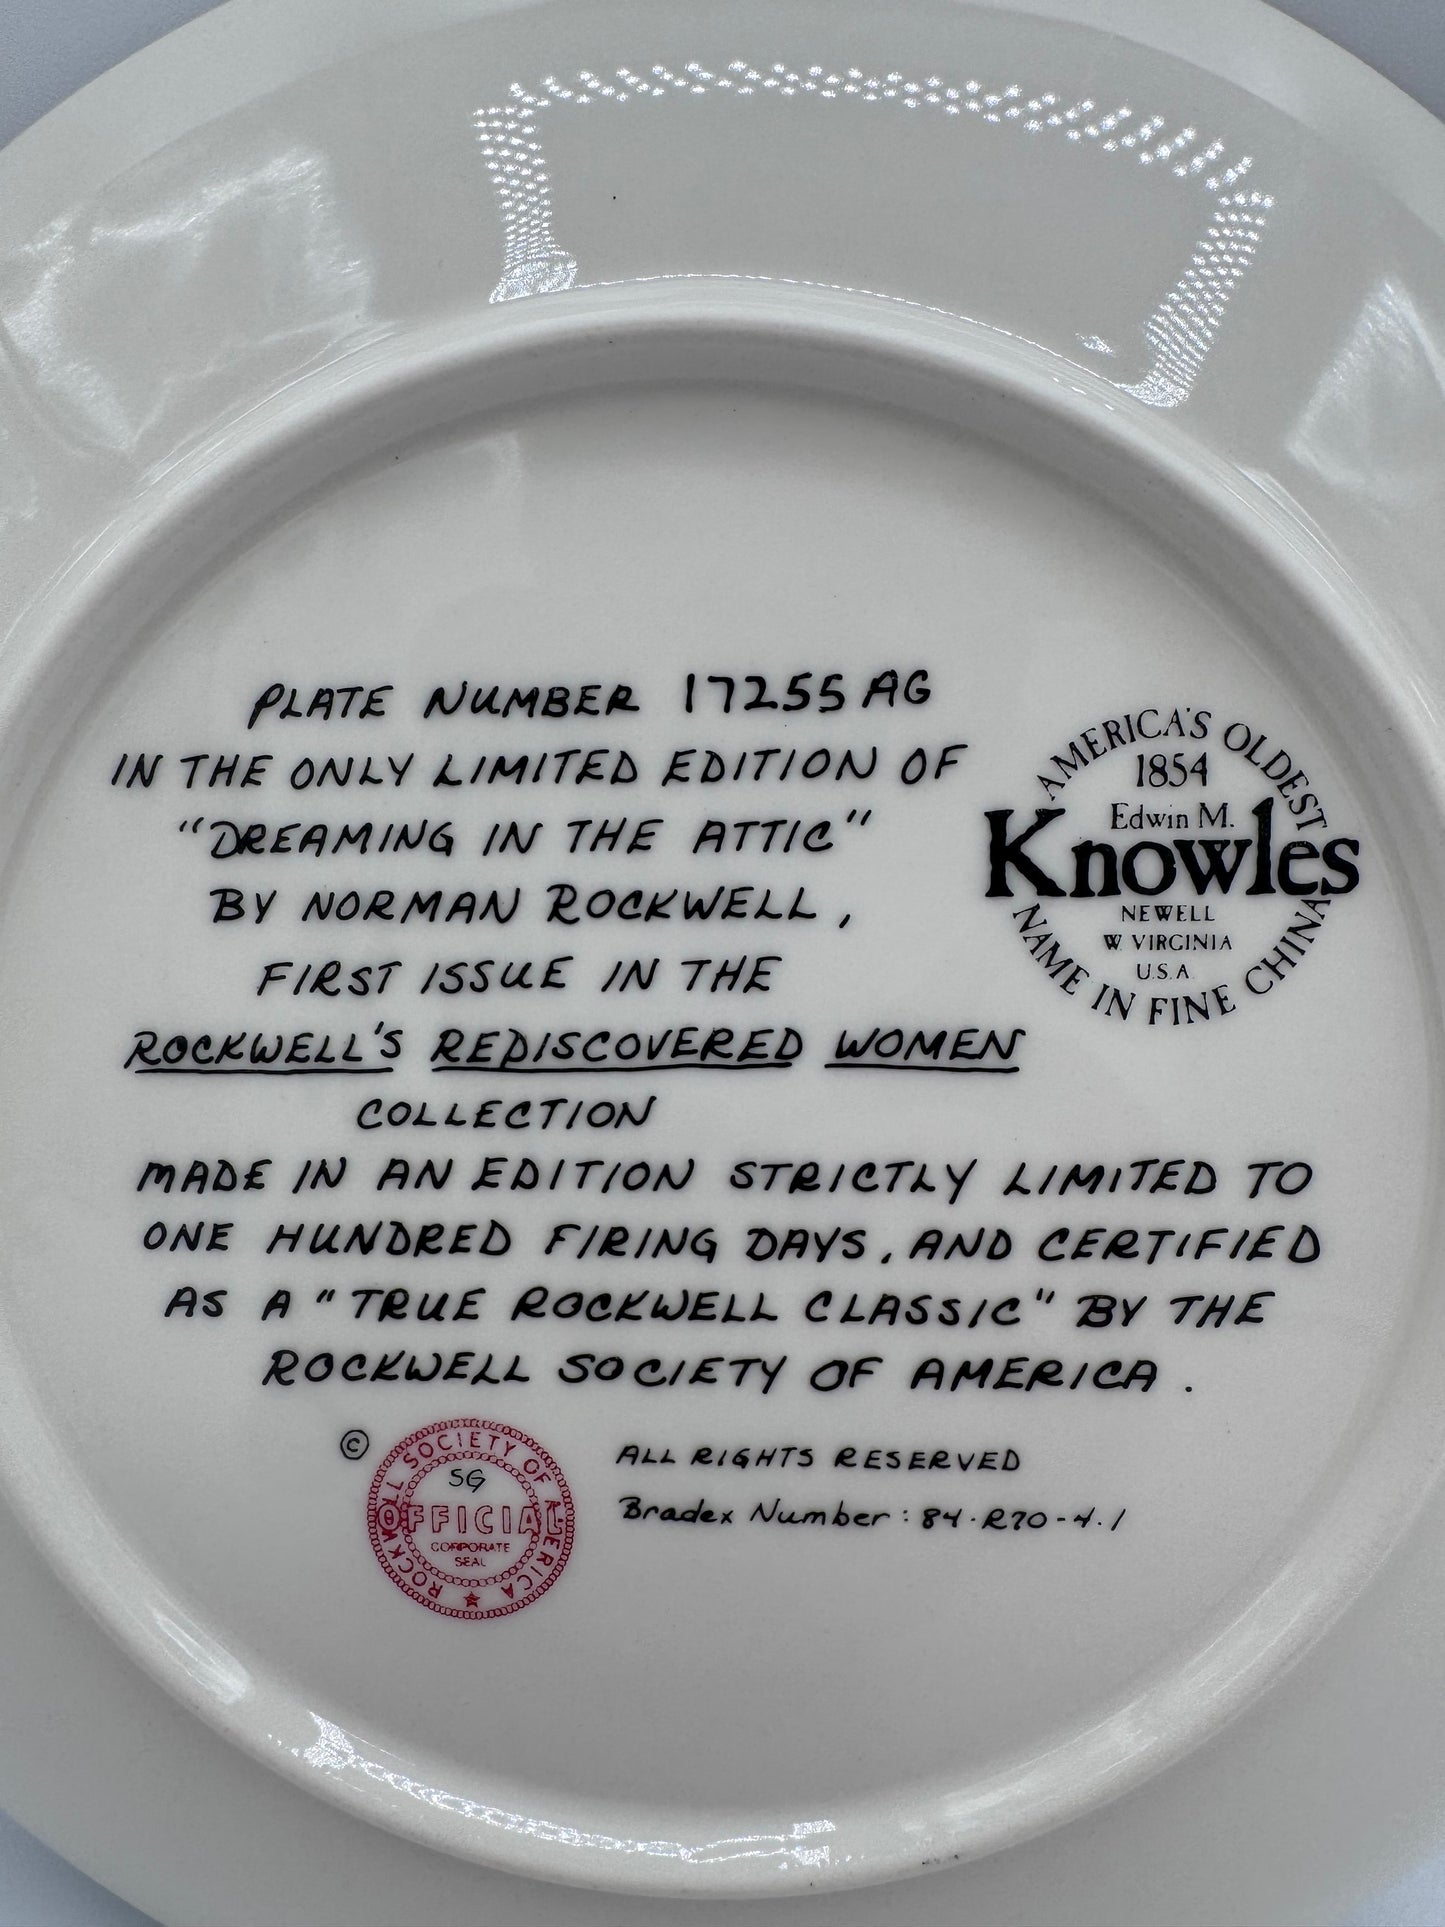 PLATE NUMBER 17255 AG
IN THE ONLY LIMITED EDITION OF
"DREAMING IN THE ATTIC"
BY NORMAN ROCKWELL,
FIRST ISSUE IN THE
ROCKWELL'S REDISCOVERED WOMEN
COLLECTION
MADE IN AN EDITION STRICTLY LIMITED TO
ONE HUNDRED FIRING DAYS, AND CERTIFIED
AS A "TRUE ROCKWELL CLASSIC" BY THE
ROCKWELL SOCIETY OF AMERICA.
AMERICA'S OLDEST
1854
Edwin M.
Knowles
NEWELL
W. VIRGINIA
U.S.A.
NAME IN FINE CHINA
©
ROCKWELL SOCIETY OF AMERICA
SG
OFFICIAL
CORPORATE
SEAL
ALL RIGHTS RESERVED
Bradex Number: 84-R70-4.1